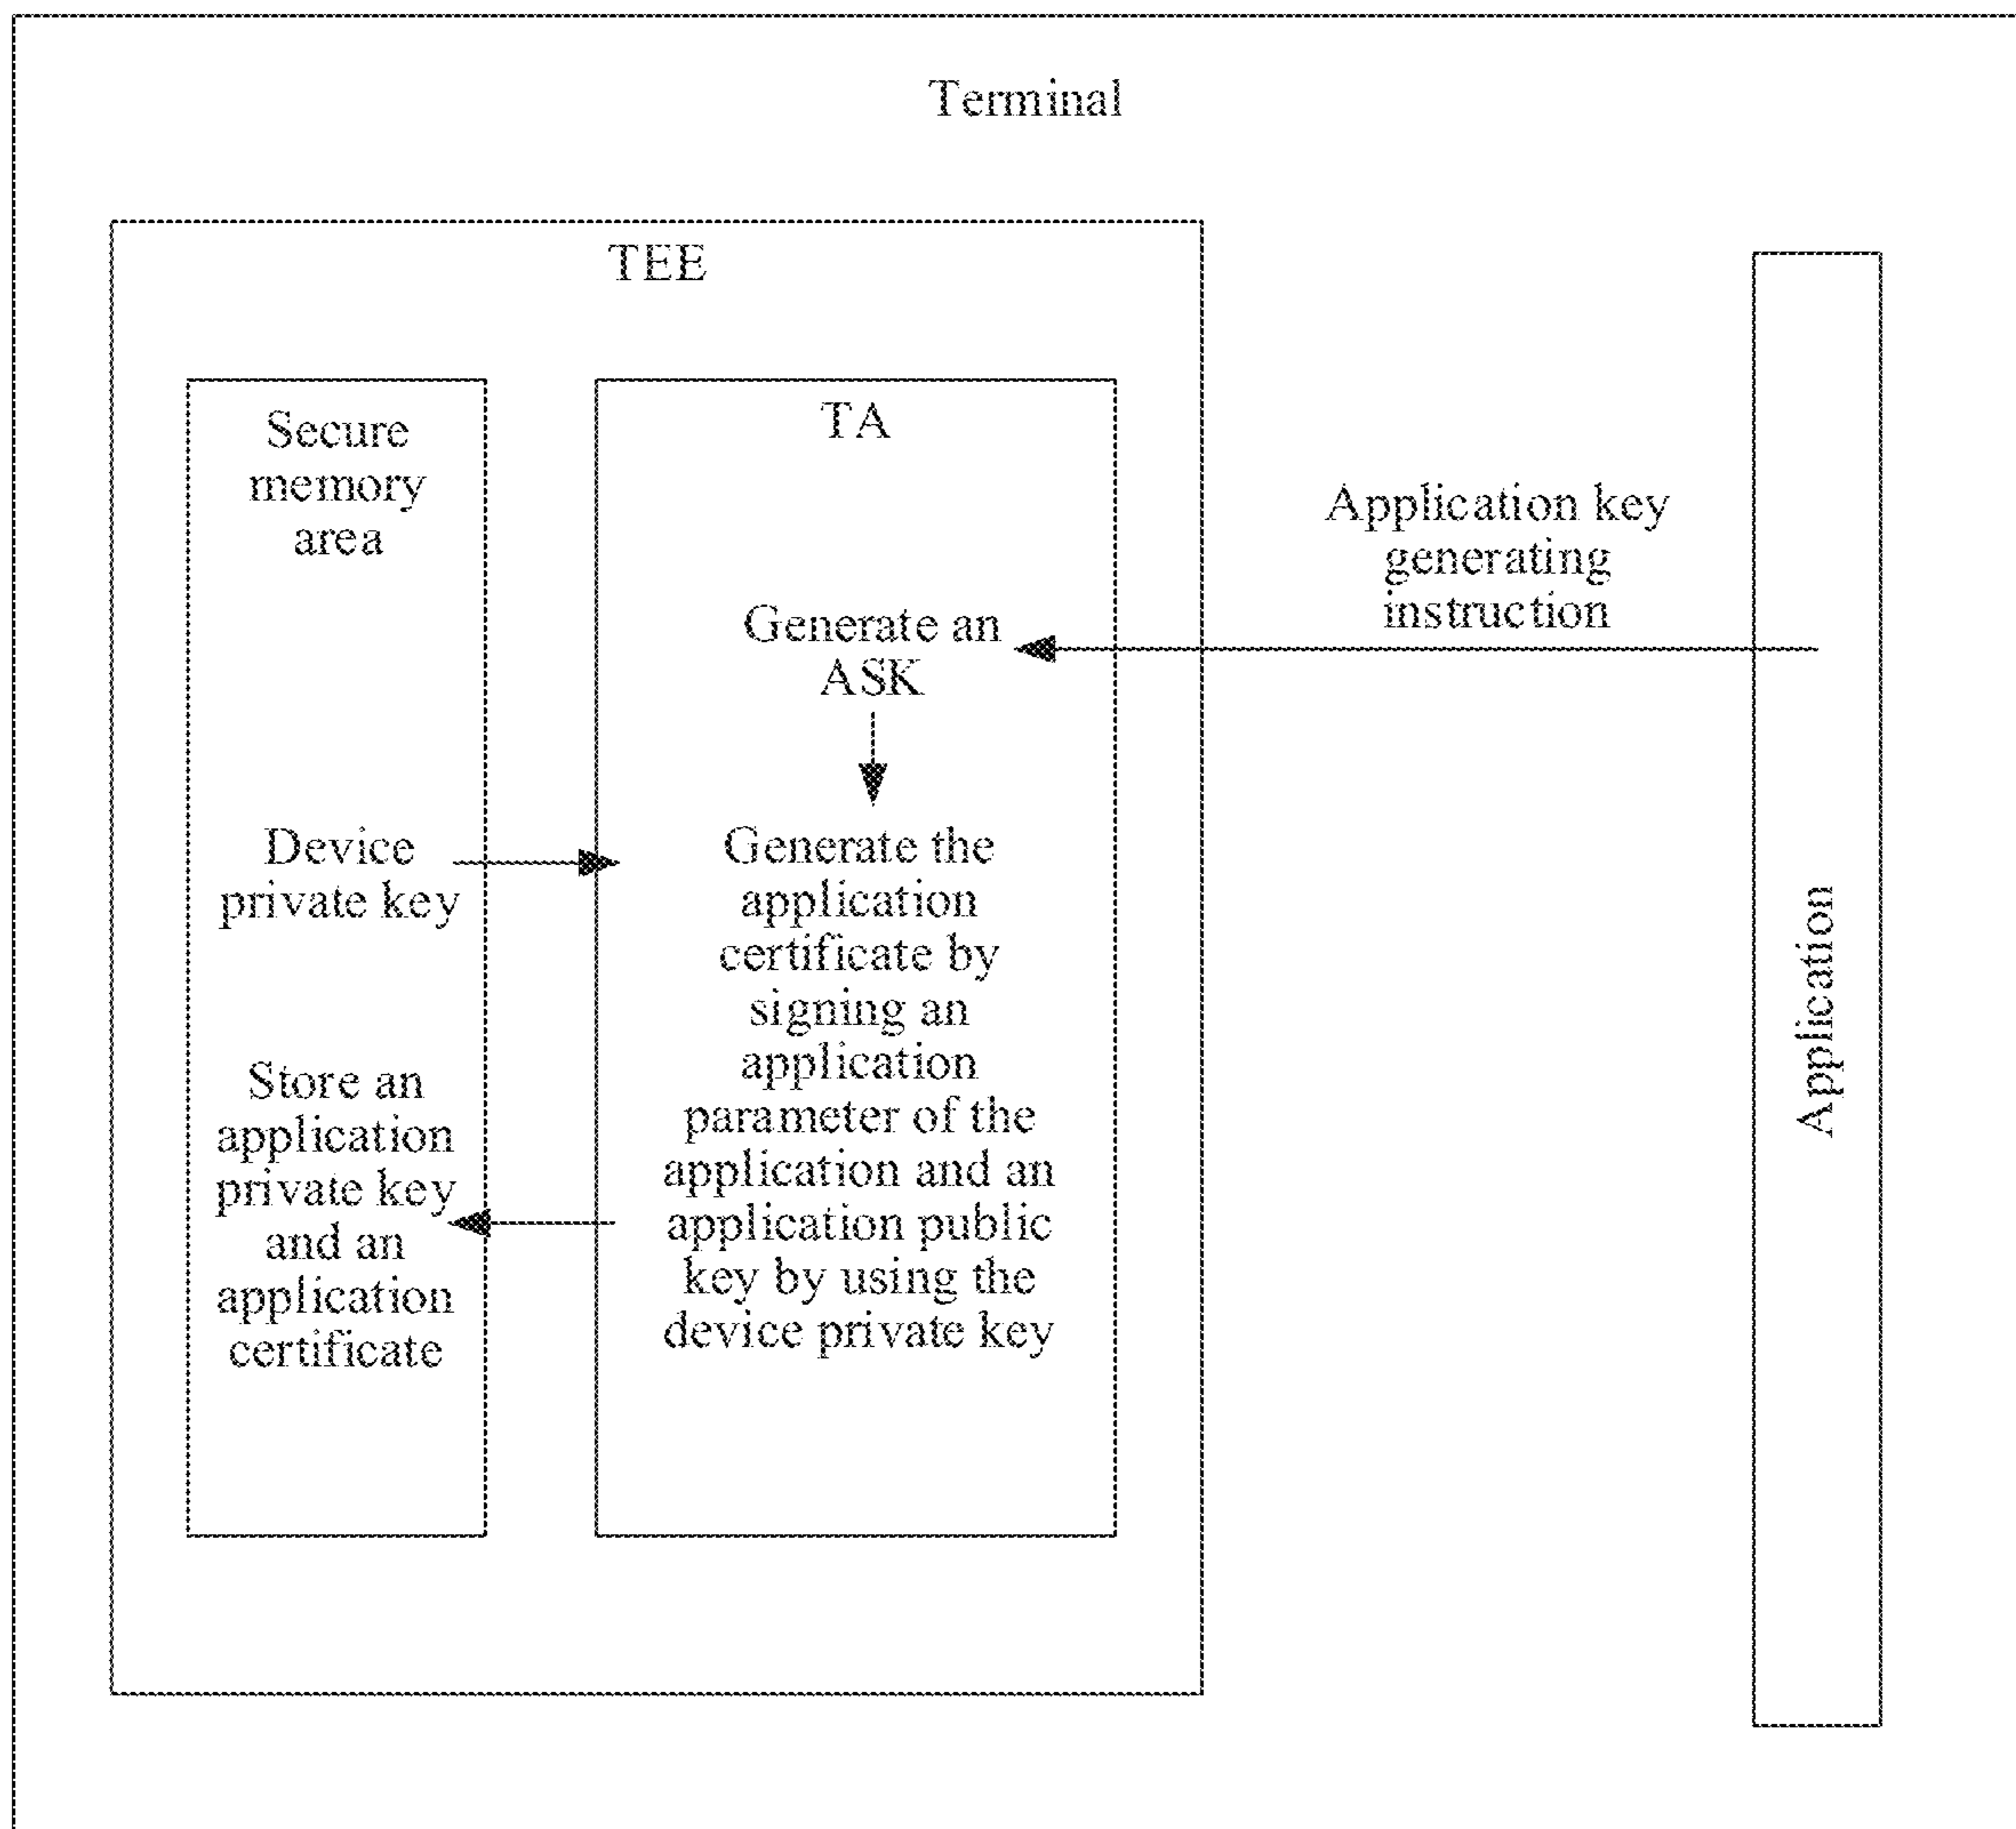 Terminal
TEE
Secure
memory
area
Device
private key
Store an
application
private key
and an
application
certificate
TA
Generate an
ASK
Generate the
application
certificate by
signing an
application
parameter of the
application and an
application public
key by using the
device private key
Application key
generating
instruction
Application